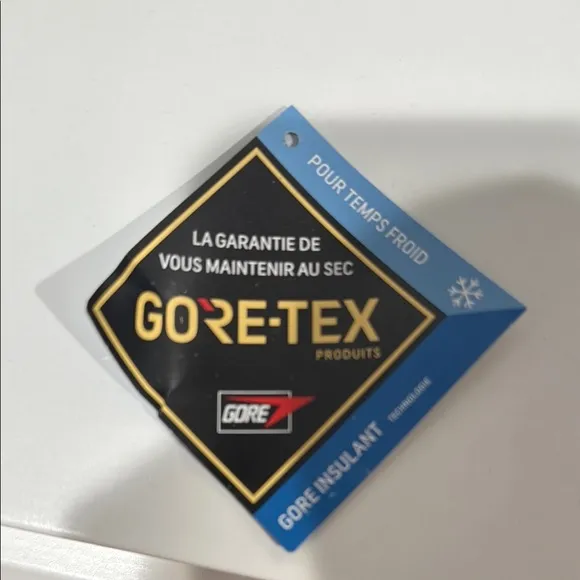 POUR TEMPS FROID
LA GARANTIE DE
VOUS MAINTENIR AU SEC
GORE-TEX
PRODUITS
GORE
GORE INSULANT
TECHNOLOGIE